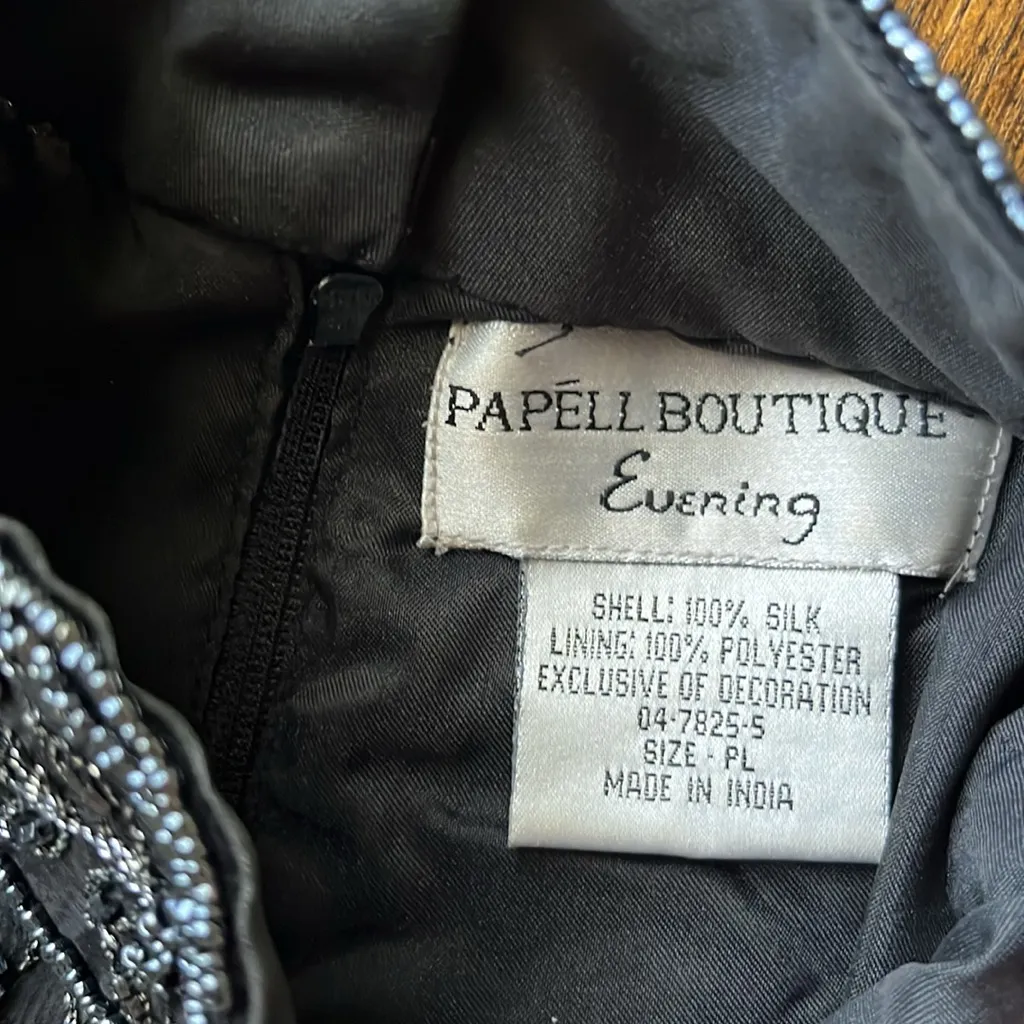 PAPÉLL BOUTIQUE
Evening
SHELL: 100% SILK
LINING: 100% POLYESTER
EXCLUSIVE OF DECORATION
04-7825-5
SIZE - PL
MADE IN INDIA